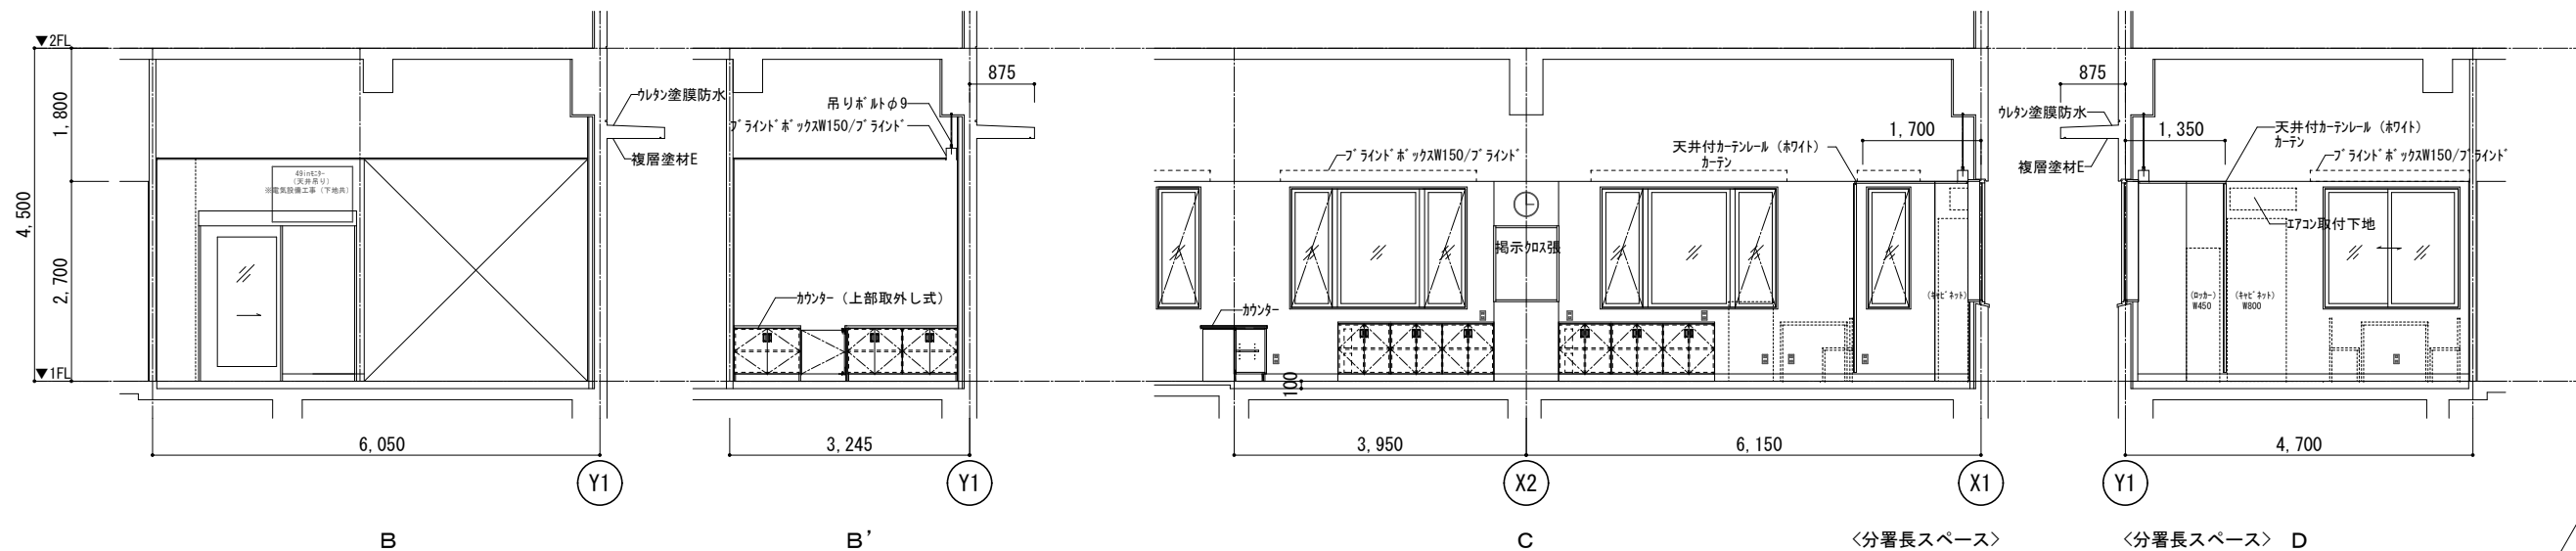 ▼2FL
1,800
4,500
2,700
▼1FL
49inモニター
(天井吊り)
※電気設備工事(下地共)
ウレタン塗膜防水
複層塗材E
6,050
Y1
B
875
吊りボルトφ9
ブラインドボックスW150/ブラインド
カウンター(上部取外し式)
3,245
Y1
B'
ブラインドボックスW150/ブラインド
天井付カーテンレール(ホワイト)
カーテン
1,700
掲示クロス張
カウンター
(キャビネット)
100
3,950
6,150
X2
X1
C
<分署長スペース>
875
ウレタン塗膜防水
1,350
天井付カーテンレール(ホワイト)
カーテン
ブラインドボックスW150/ブラインド
複層塗材E
エアコン取付下地
(ロッカー)
W450
(キャビネット)
W800
4,700
Y1
<分署長スペース> D